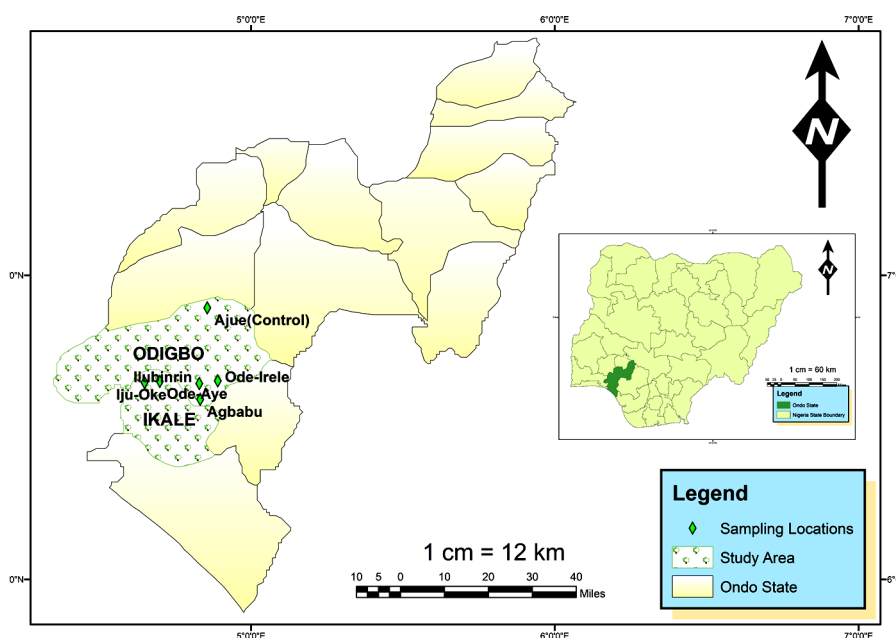 5°0'0"E 6°0'0"E 7°0'0"E
N
0°N
7°
Ajue(Control)
ODIGBO
Ilubinrin
Ode-Irele
Iju-Oke
Ode-Aye
Agbabu
IKALE
N
1 cm = 60 km
Legend
Ondo State
Nigeria State Boundary
Legend
Sampling Locations
Study Area
Ondo State
1 cm = 12 km
10 5 0 10 20 30 40
Miles
0°N
6°
5°0'0"E 6°0'0"E 7°0'0"E